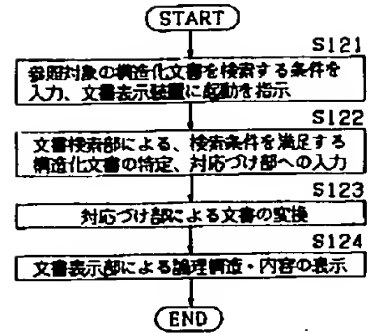 START
S121
参照対象の構造化文書を検索する条件を
入力、文書表示装置に起動を指示
S122
文書検索部による、検索条件を満足する
構造化文書の特定、対応づけ部への入力
S123
対応づけ部による文書の変換
S124
文書表示部による論理構造・内容の表示
END